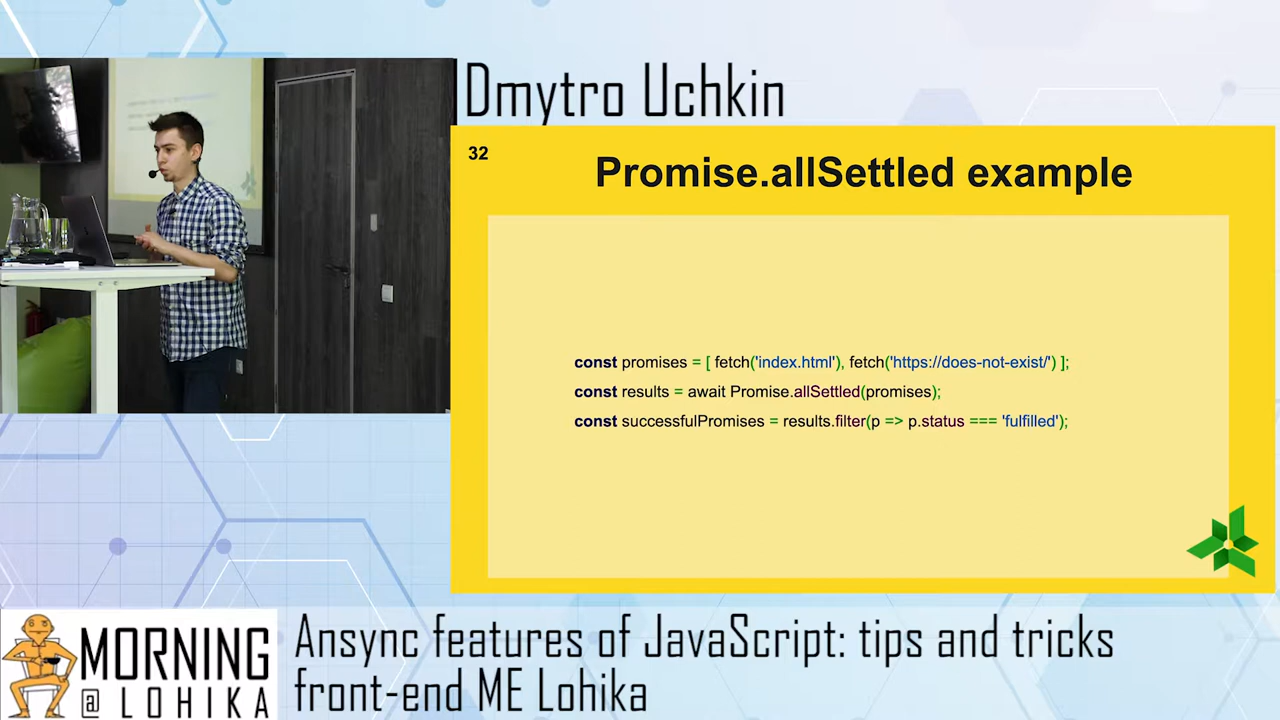 Dmytro Uchkin
32
Promise.allSettled example
const promises = [ fetch('index.html'), fetch('https://does-not-exist/') ];
const results = await Promise.allSettled(promises);
const successfulPromises = results.filter(p => p.status === 'fulfilled');
MORNING
@ LOHIKA
Ansync features of JavaScript: tips and tricks
front-end ME Lohika